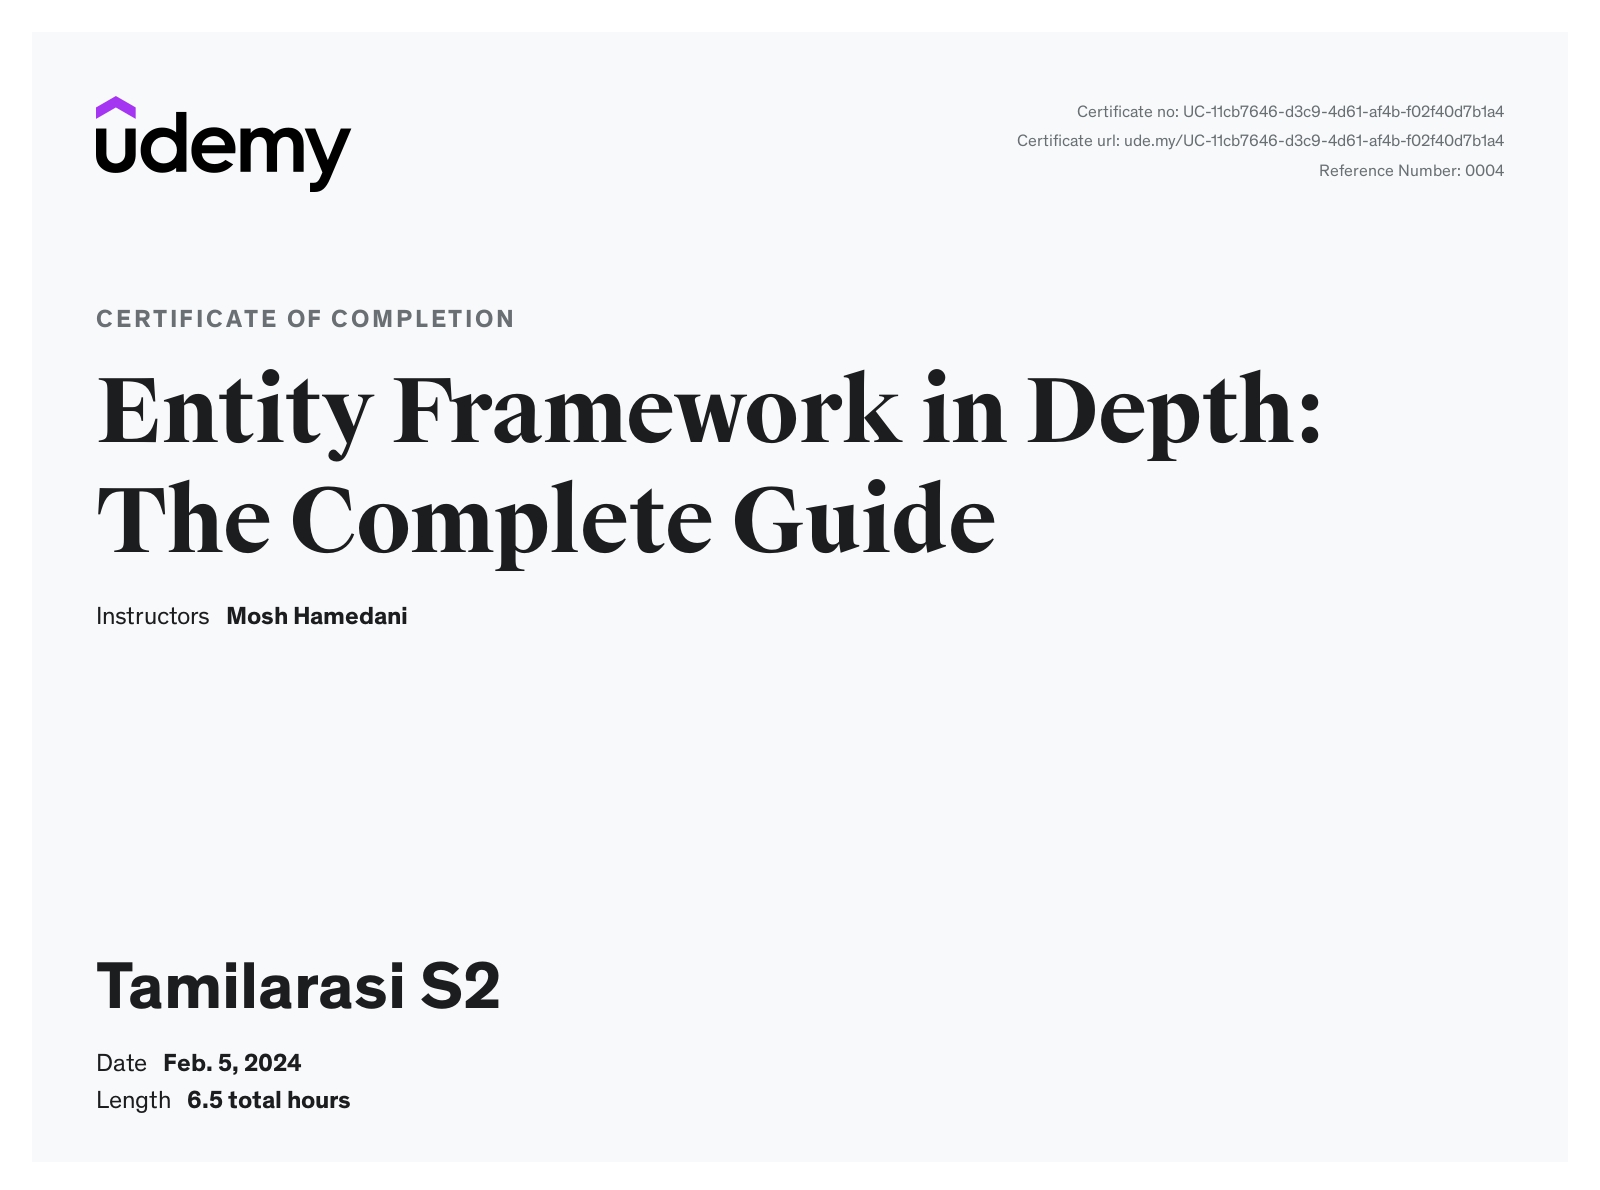 udemy
Certificate no: UC-11cb7646-d3c9-4d61-af4b-f02f40d7b1a4
Certificate url: ude.my/UC-11cb7646-d3c9-4d61-af4b-f02f40d7b1a4
Reference Number: 0004
CERTIFICATE OF COMPLETION
Entity Framework in Depth:
The Complete Guide
Instructors Mosh Hamedani
Tamilarasi S2
Date Feb. 5, 2024
Length 6.5 total hours